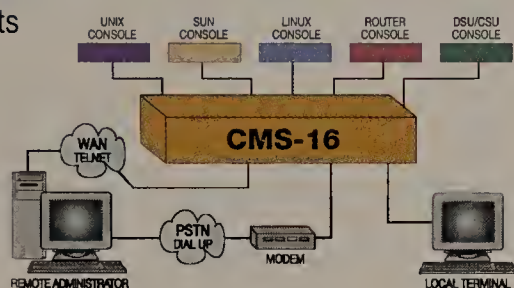 ts
UNIX
CONSOLE
SUN
CONSOLE
LINUX
CONSOLE
ROUTER
CONSOLE
DSU/CSU
CONSOLE
CMS-16
WAN
TELNET
PSTN
DIAL UP
MODEM
REMOTE ADMINISTRATOR
LOCAL TERMINAL